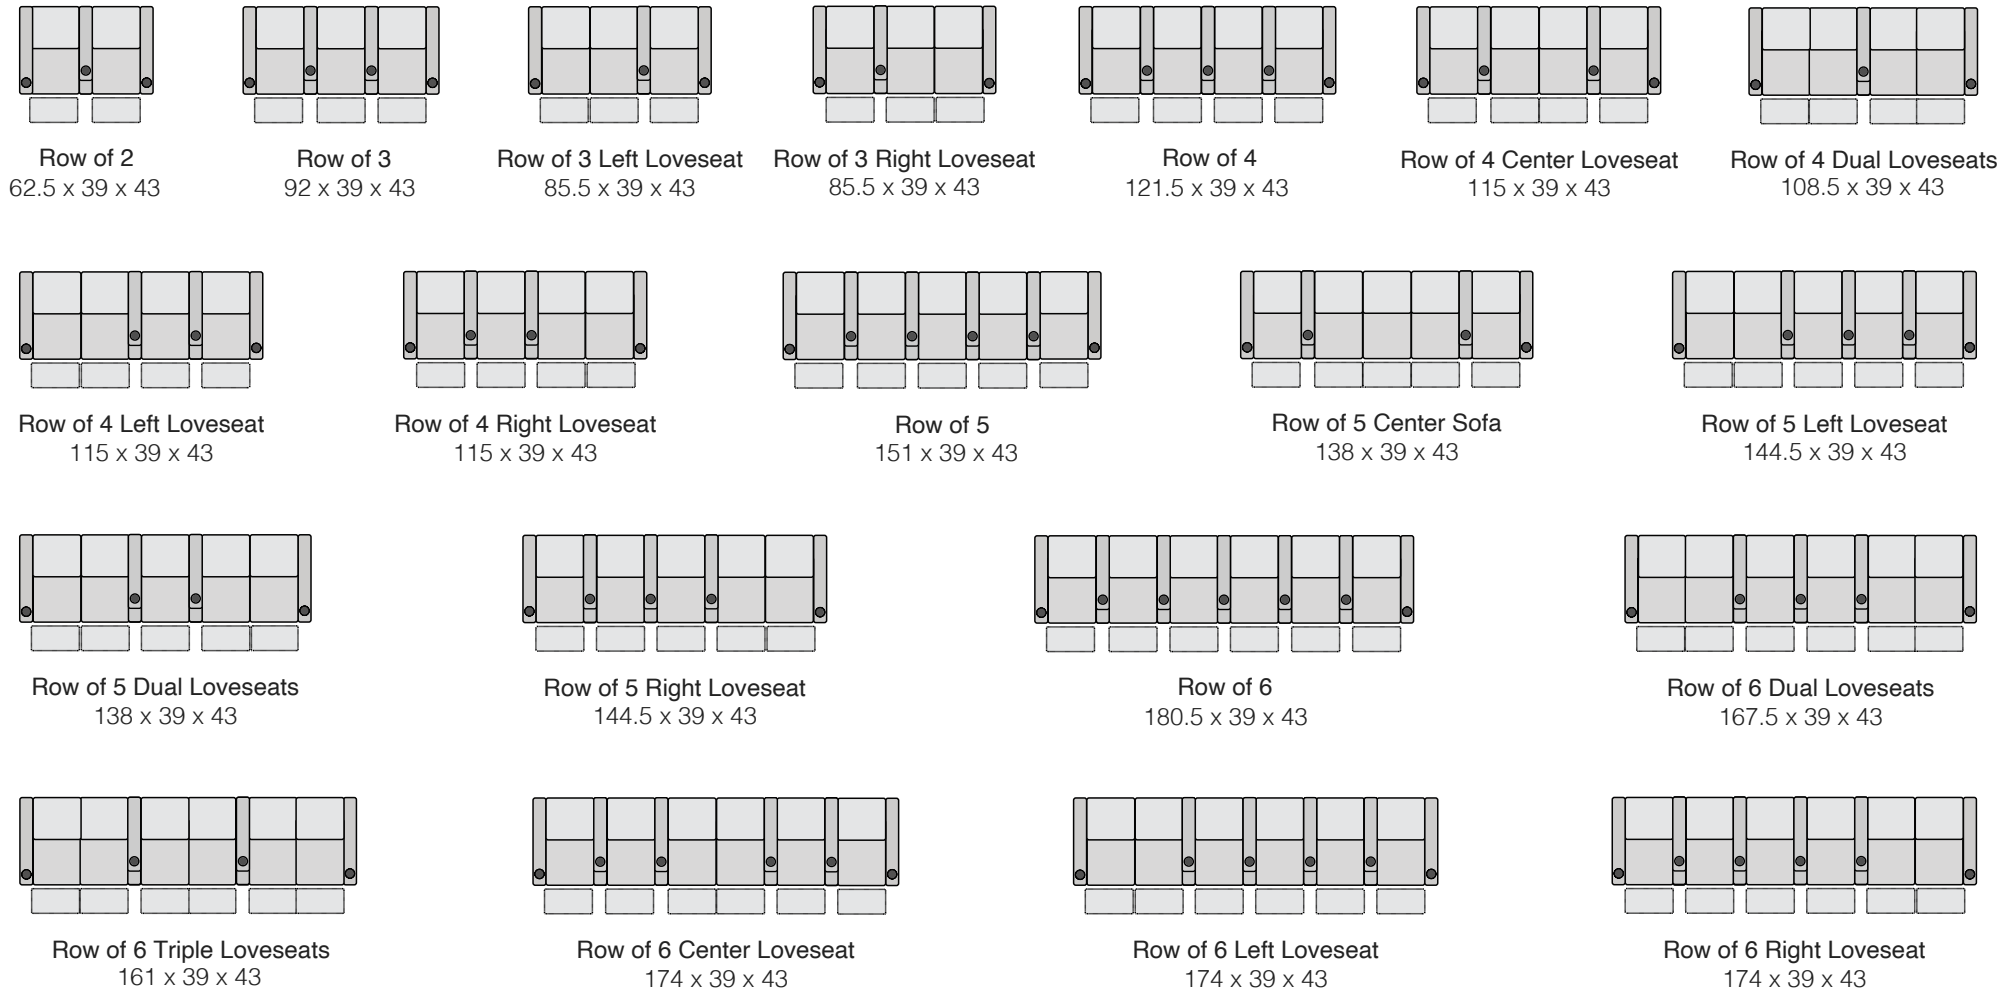 Row of 2
62.5 x 39 x 43
Row of 3
92 x 39 x 43
Row of 3 Left Loveseat
85.5 x 39 x 43
Row of 3 Right Loveseat
85.5 x 39 x 43
Row of 4
121.5 x 39 x 43
Row of 4 Center Loveseat
115 x 39 x 43
Row of 4 Dual Loveseats
108.5 x 39 x 43
Row of 4 Left Loveseat
115 x 39 x 43
Row of 4 Right Loveseat
115 x 39 x 43
Row of 5
151 x 39 x 43
Row of 5 Center Sofa
138 x 39 x 43
Row of 5 Left Loveseat
144.5 x 39 x 43
Row of 5 Dual Loveseats
138 x 39 x 43
Row of 5 Right Loveseat
144.5 x 39 x 43
Row of 6
180.5 x 39 x 43
Row of 6 Dual Loveseats
167.5 x 39 x 43
Row of 6 Triple Loveseats
161 x 39 x 43
Row of 6 Center Loveseat
174 x 39 x 43
Row of 6 Left Loveseat
174 x 39 x 43
Row of 6 Right Loveseat
174 x 39 x 43